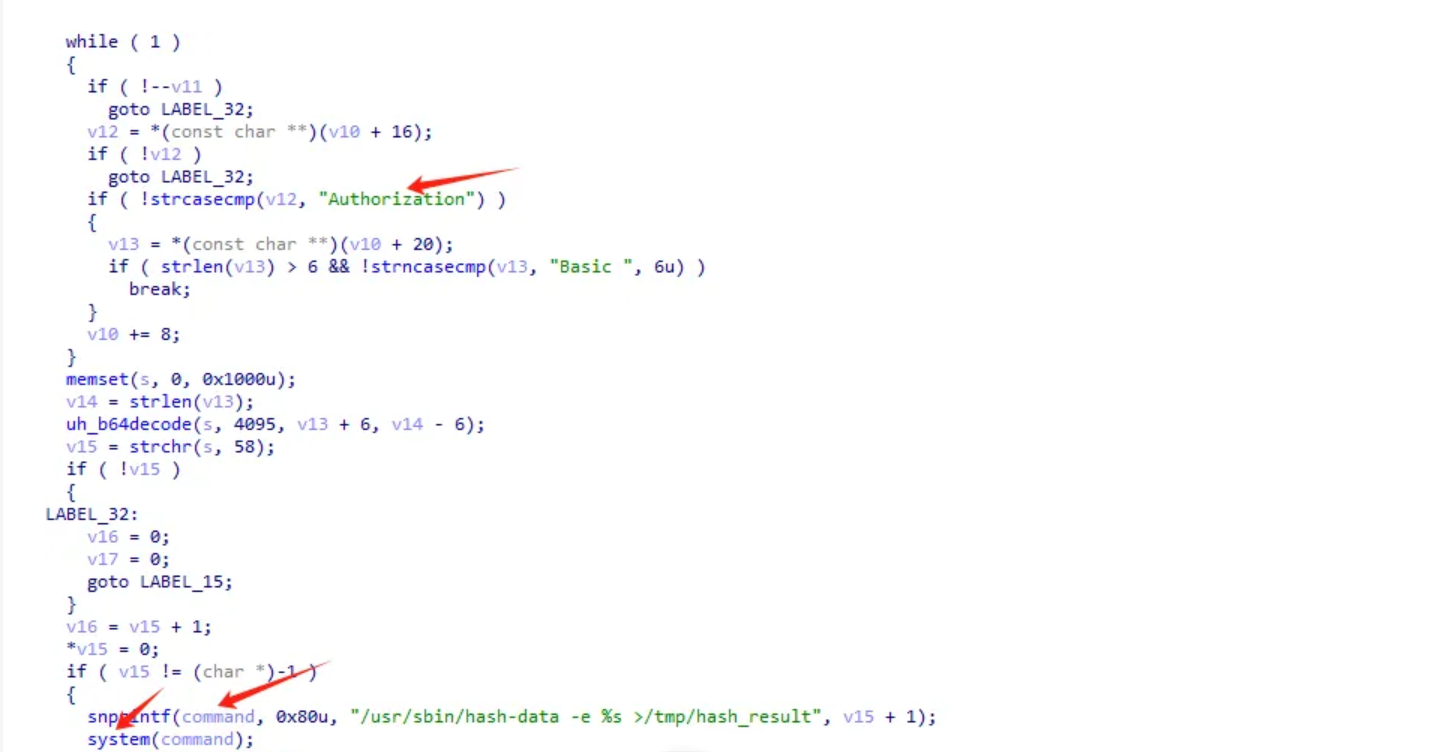 while ( 1 )
{
if ( !--v11 )
goto LABEL_32;
v12 = *(const char **)(v10 + 16);
if ( !v12 )
goto LABEL_32;
if ( !strcasecmp(v12, "Authorization") )
{
v13 = *(const char **)(v10 + 20);
if ( strlen(v13) > 6 && !strncasecmp(v13, "Basic ", 6u) )
break;
}
v10 += 8;
}
memset(s, 0, 0x1000u);
v14 = strlen(v13);
uh_b64decode(s, 4095, v13 + 6, v14 - 6);
v15 = strchr(s, 58);
if ( !v15 )
{
LABEL_32:
v16 = 0;
v17 = 0;
goto LABEL_15;
}
v16 = v15 + 1;
*v15 = 0;
if ( v15 != (char *)-1 )
{
snprintf(command, 0x80u, "/usr/sbin/hash-data -e %s >/tmp/hash_result", v15 + 1);
system(command);